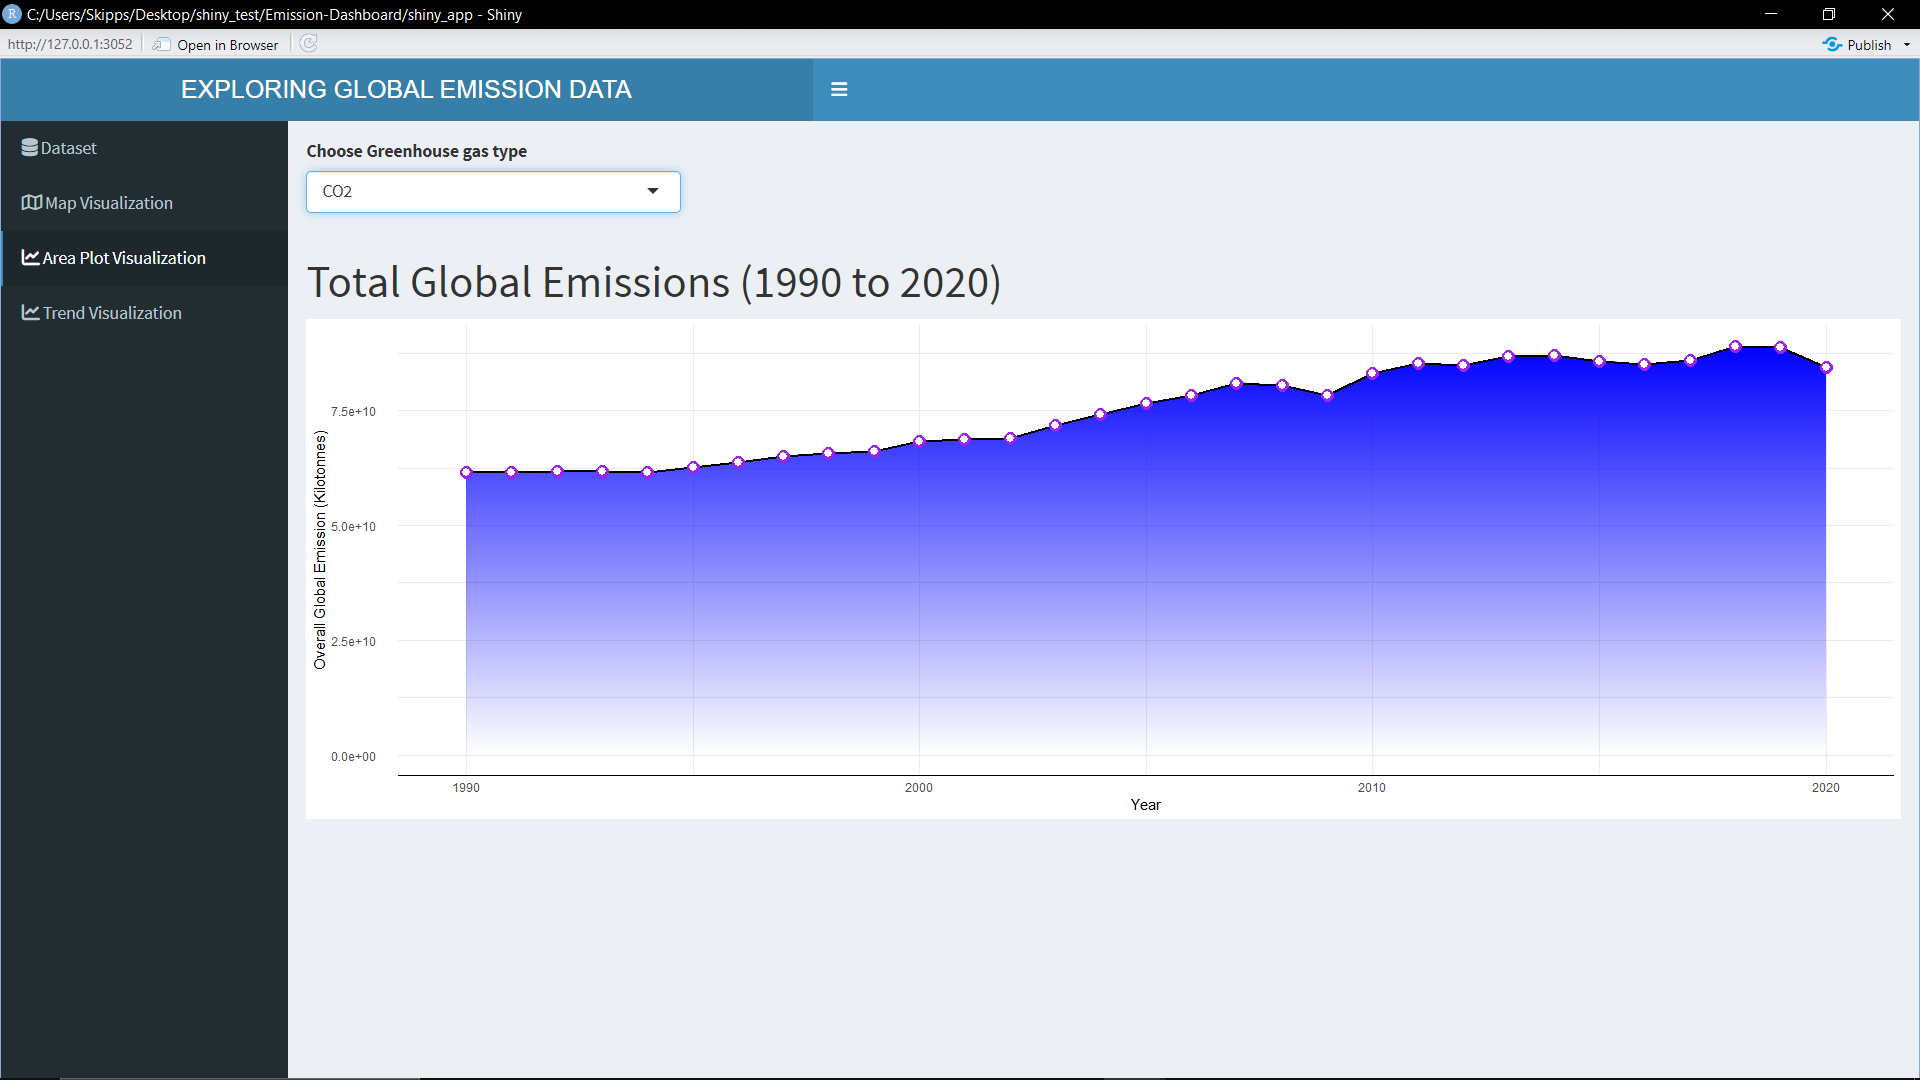 C:/Users/Skipps/Desktop/shiny_test/Emission-Dashboard/shiny_app - Shiny
http://127.0.0.1:3052 Open in Browser Publish
EXPLORING GLOBAL EMISSION DATA
Dataset
Map Visualization
Area Plot Visualization
Trend Visualization
Choose Greenhouse gas type
CO2
Total Global Emissions (1990 to 2020)
Overall Global Emission (Kilotonnes)
7.5e+10
5.0e+10
2.5e+10
0.0e+00
1990 2000 2010 2020
Year